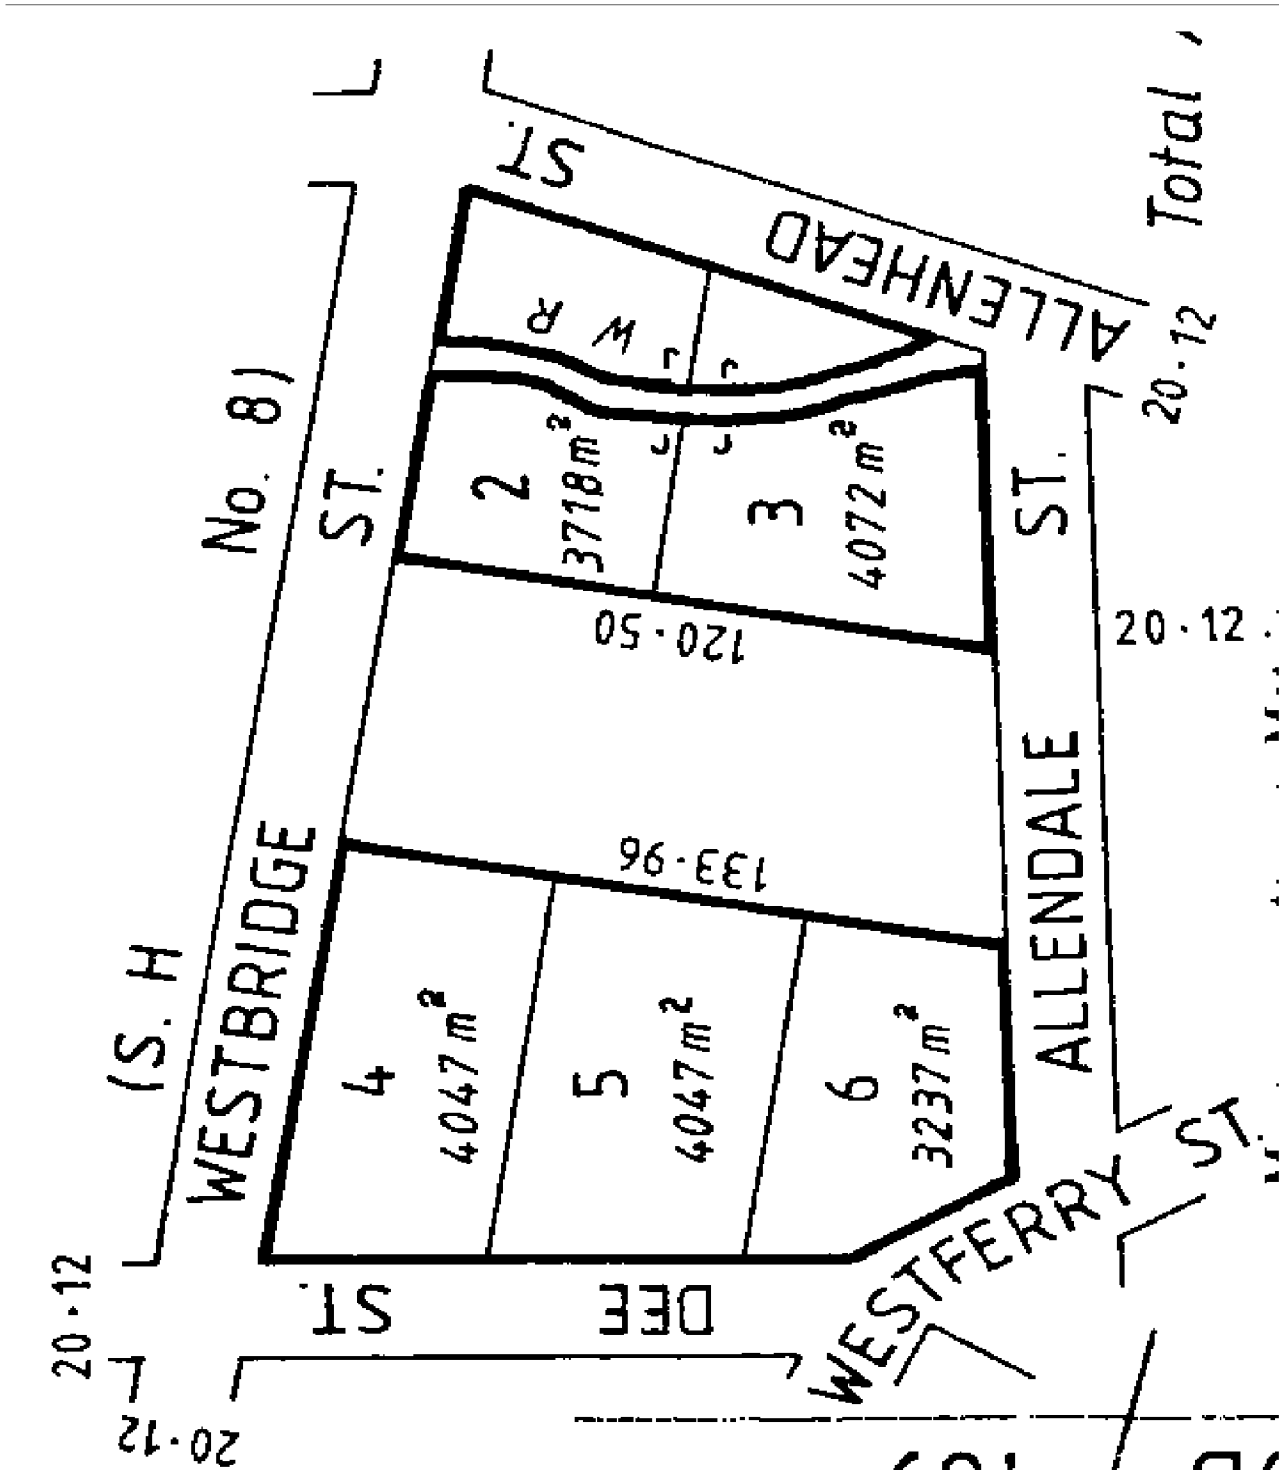 Total
ST.
ALLENHEAD
20·12
W R
No. 8)
ST.
2
3718m²
3
4072m²
ST.
120·50
20·12
133·96
ALLENDALE
WESTBRIDGE
(S. H
4
4047m²
5
4047m²
6
3237m²
WESTFERRY ST.
DEE ST.
20·12
20·12